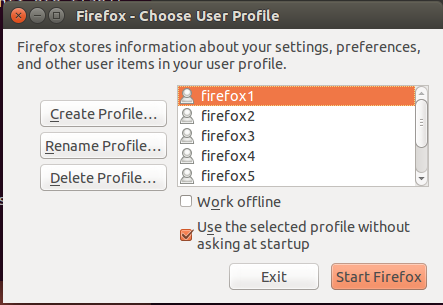 Firefox - Choose User Profile
Firefox stores information about your settings, preferences,
and other user items in your user profile.
Create Profile...
Rename Profile...
Delete Profile...
firefox1
firefox2
firefox3
firefox4
firefox5
Work offline
Use the selected profile without
asking at startup
Exit
Start Firefox